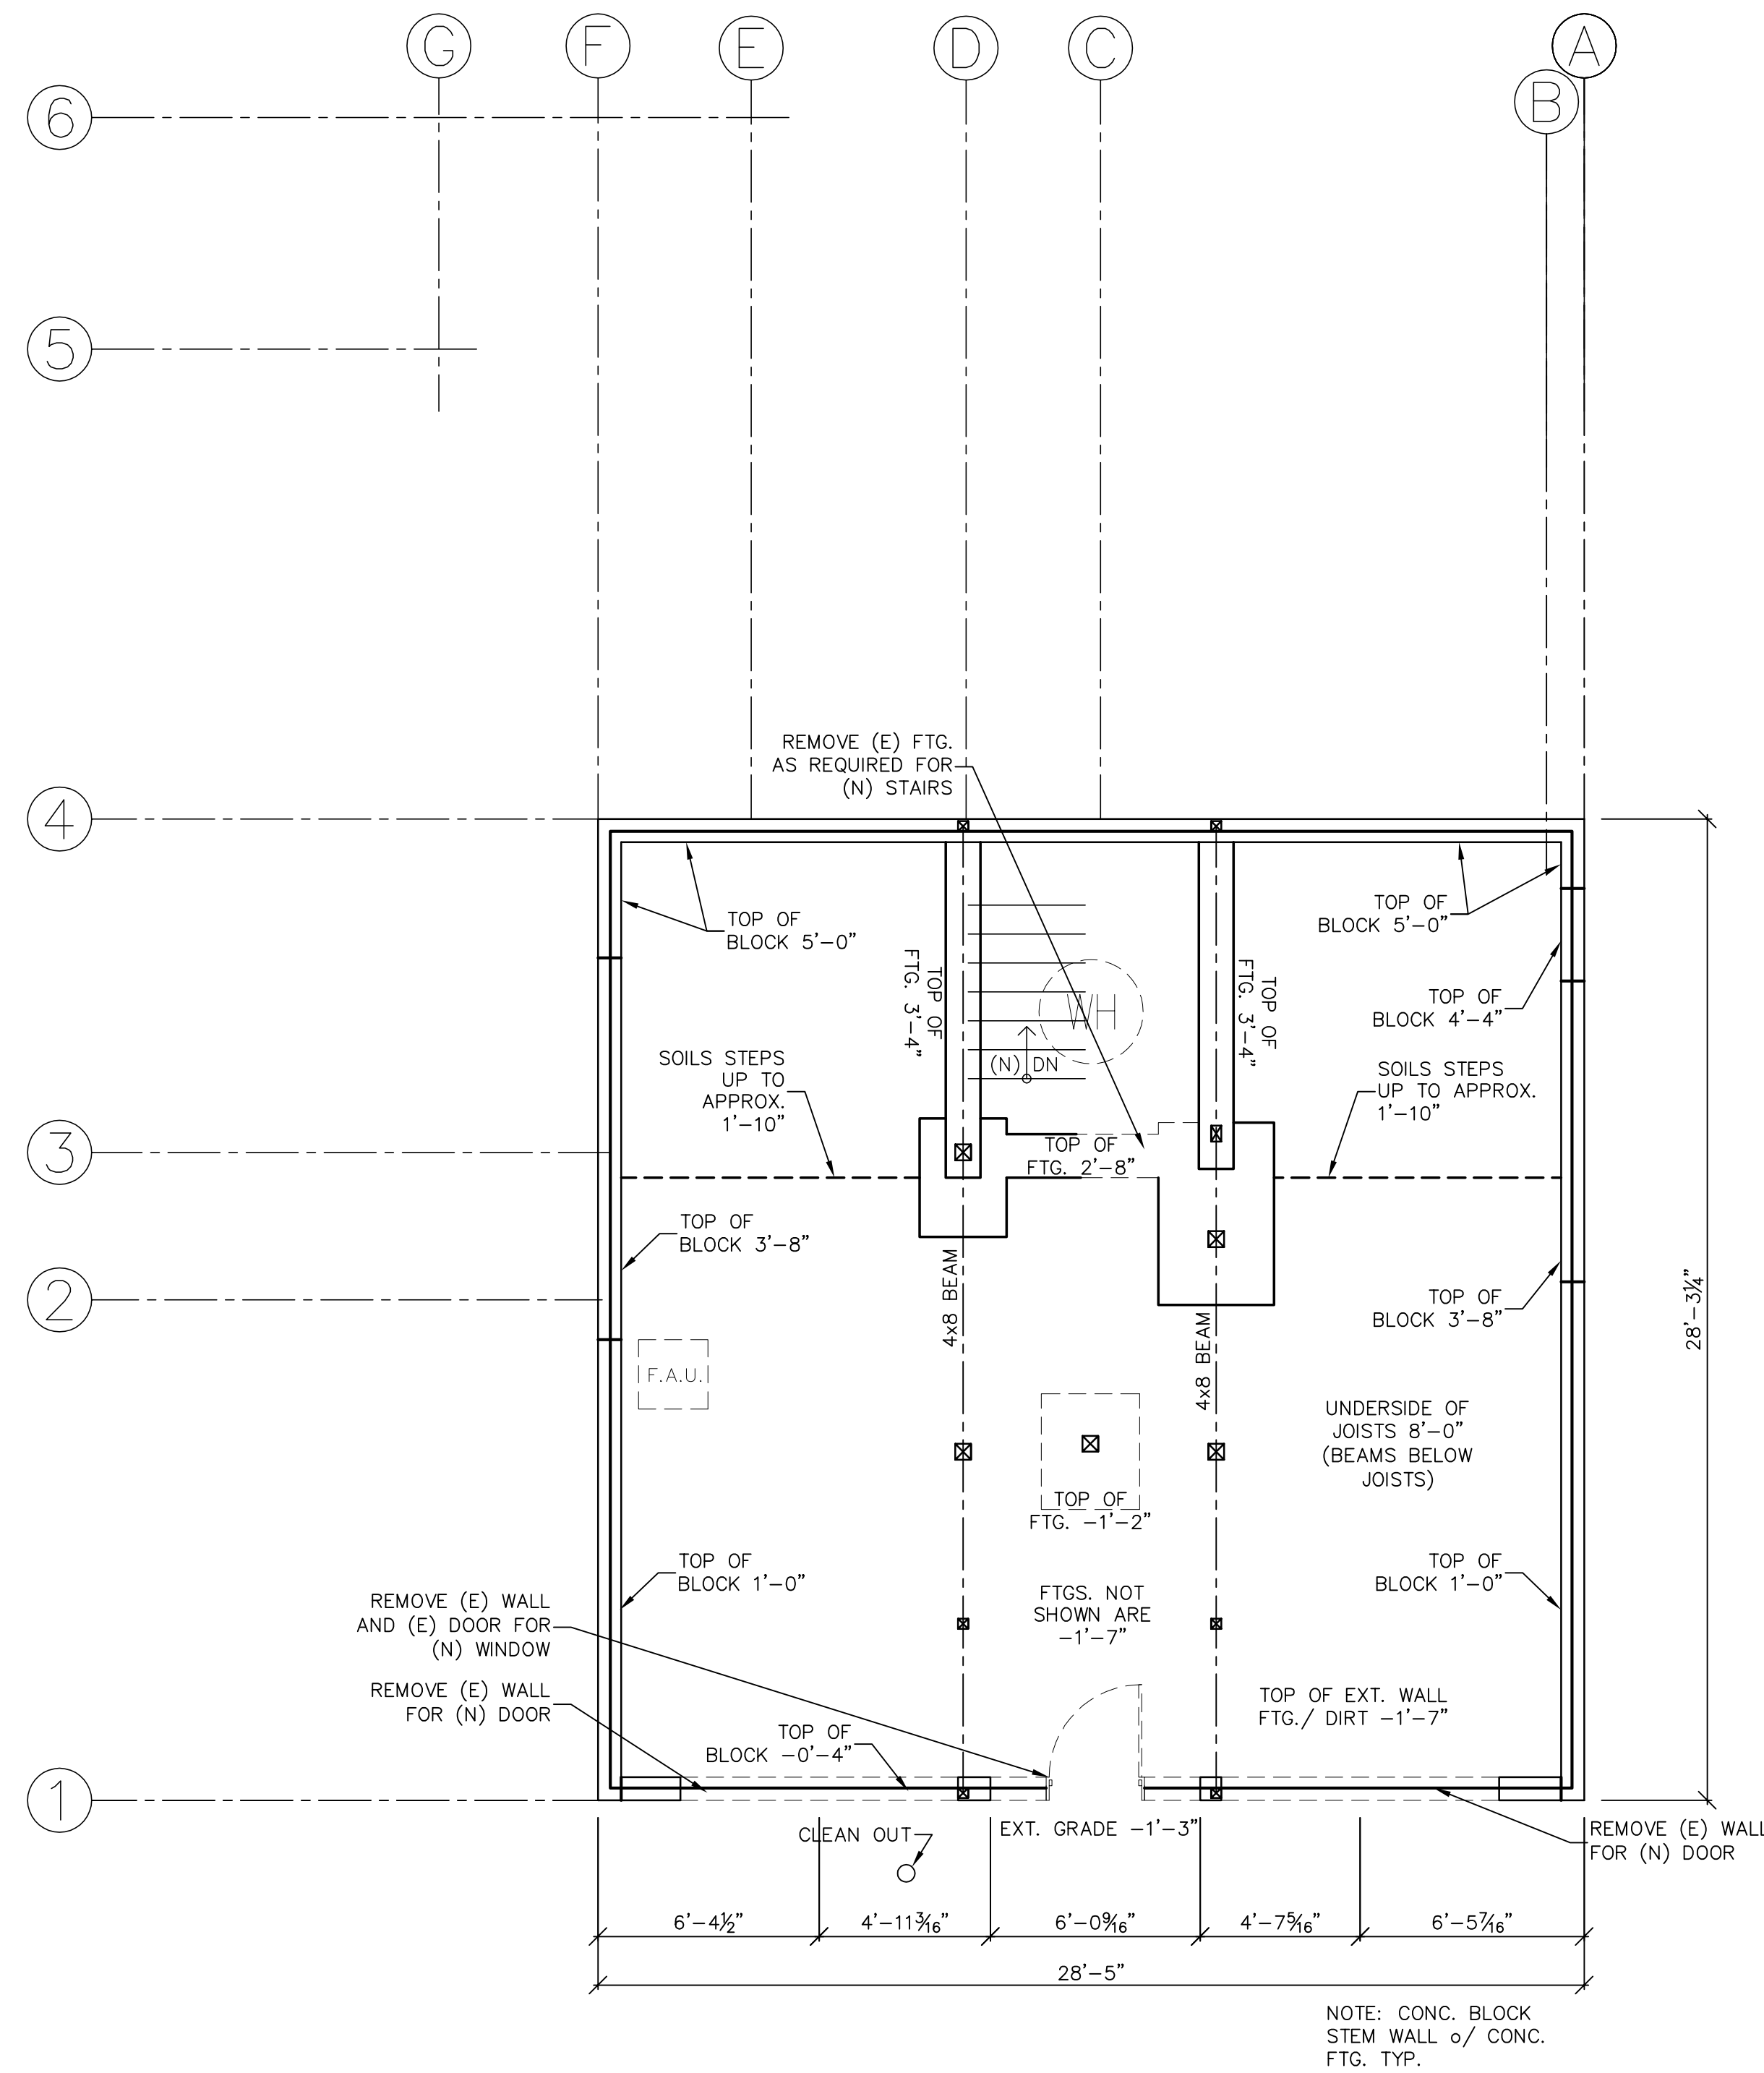 G
F
E
D
C
A
B
6
5
4
3
2
1
REMOVE (E) FTG.
AS REQUIRED FOR
(N) STAIRS
TOP OF
BLOCK 5'-0"
TOP OF
FTG. 3'-4"
WH
(N) DN
TOP OF
FTG. 3'-4"
TOP OF
BLOCK 5'-0"
TOP OF
BLOCK 4'-4"
SOILS STEPS
UP TO
APPROX.
1'-10"
SOILS STEPS
UP TO APPROX.
1'-10"
TOP OF
FTG. 2'-8"
TOP OF
BLOCK 3'-8"
4x8 BEAM
4x8 BEAM
TOP OF
BLOCK 3'-8"
28'-3¼"
F.A.U.
UNDERSIDE OF
JOISTS 8'-0"
(BEAMS BELOW
JOISTS)
TOP OF
FTG. -1'-2"
TOP OF
BLOCK 1'-0"
FTGS. NOT
SHOWN ARE
-1'-7"
TOP OF
BLOCK 1'-0"
REMOVE (E) WALL
AND (E) DOOR FOR
(N) WINDOW
REMOVE (E) WALL
FOR (N) DOOR
TOP OF
BLOCK -0'-4"
TOP OF EXT. WALL
FTG./ DIRT -1'-7"
CLEAN OUT
EXT. GRADE -1'-3"
REMOVE (E) WALL
FOR (N) DOOR
6'-4½"
4'-113/16"
6'-09/16"
4'-75/16"
6'-57/16"
28'-5"
NOTE: CONC. BLOCK
STEM WALL o/ CONC.
FTG. TYP.